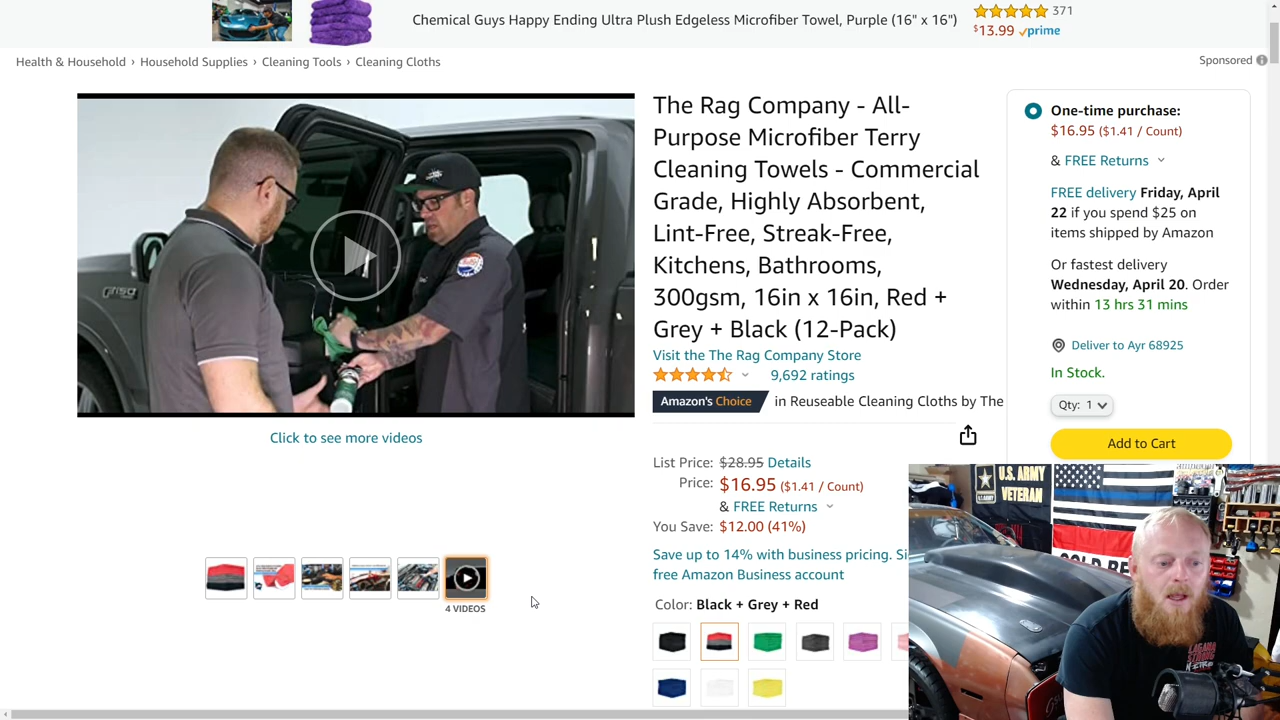 Chemical Guys Happy Ending Ultra Plush Edgeless Microfiber Towel, Purple (16" x 16")
371
$13.99 prime
Health & Household › Household Supplies › Cleaning Tools › Cleaning Cloths
Sponsored
The Rag Company - All-
Purpose Microfiber Terry
Cleaning Towels - Commercial
Grade, Highly Absorbent,
Lint-Free, Streak-Free,
Kitchens, Bathrooms,
300gsm, 16in x 16in, Red +
Grey + Black (12-Pack)
Visit the The Rag Company Store
9,692 ratings
Amazon's Choice in Reuseable Cleaning Cloths by The
List Price: $28.95 Details
Price: $16.95 ($1.41 / Count)
& FREE Returns
You Save: $12.00 (41%)
Save up to 14% with business pricing. Si
free Amazon Business account
Color: Black + Grey + Red
Click to see more videos
4 VIDEOS
One-time purchase:
$16.95 ($1.41 / Count)
& FREE Returns
FREE delivery Friday, April
22 if you spend $25 on
items shipped by Amazon
Or fastest delivery
Wednesday, April 20. Order
within 13 hrs 31 mins
Deliver to Ayr 68925
In Stock.
Qty: 1
Add to Cart
U.S. ARMY
VETERAN
F150